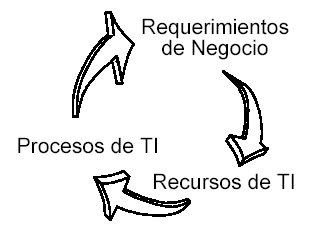 Requerimientos
de Negocio
Procesos de TI
Recursos de TI